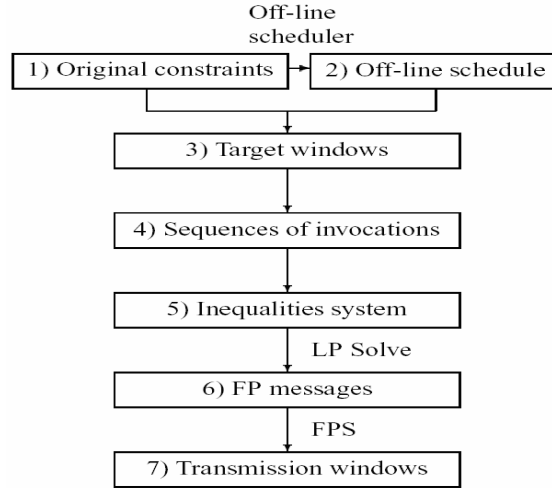 Off-line
scheduler
1) Original constraints
2) Off-line schedule
3) Target windows
4) Sequences of invocations
5) Inequalities system
LP Solve
6) FP messages
FPS
7) Transmission windows